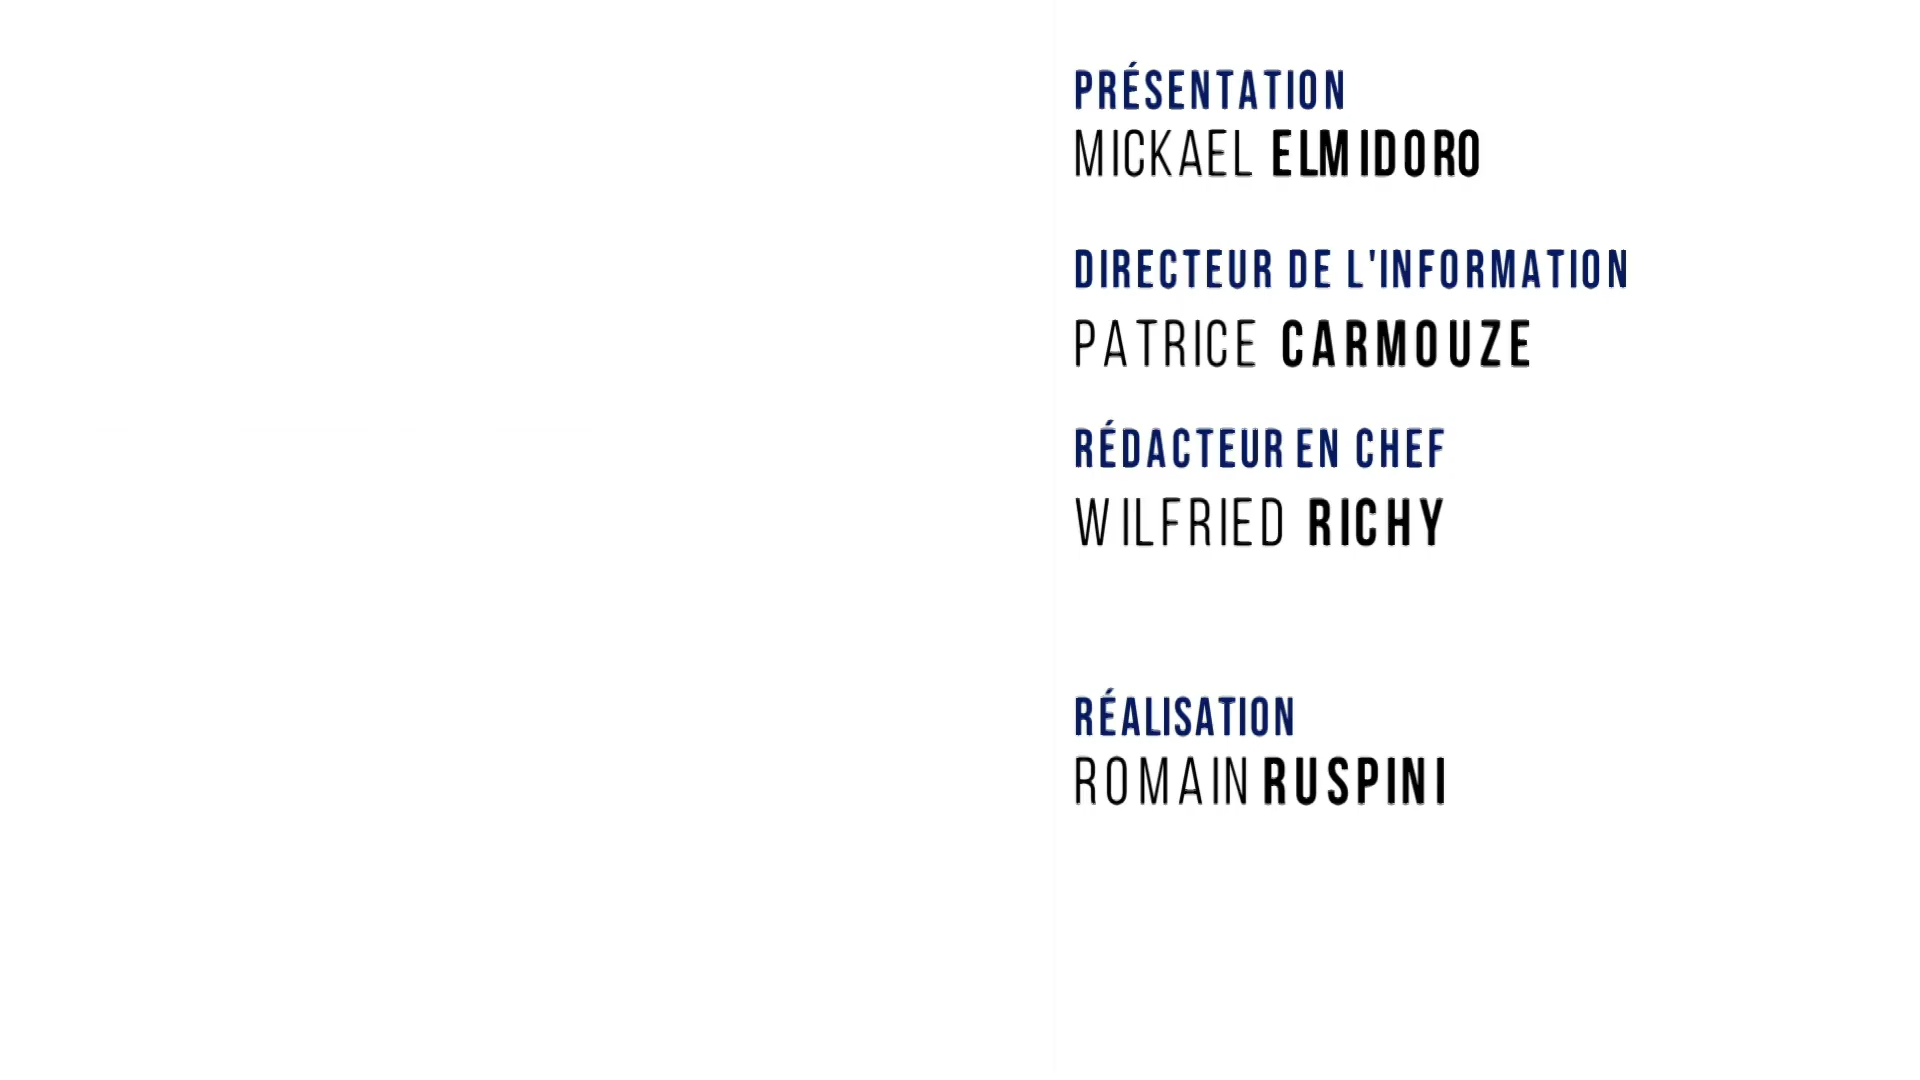 PRÉSENTATION
MICKAEL ELMIDORO
DIRECTEUR DE L'INFORMATION
PATRICE CARMOUZE
RÉDACTEUR EN CHEF
WILFRIED RICHY
RÉALISATION
ROMAIN RUSPINI